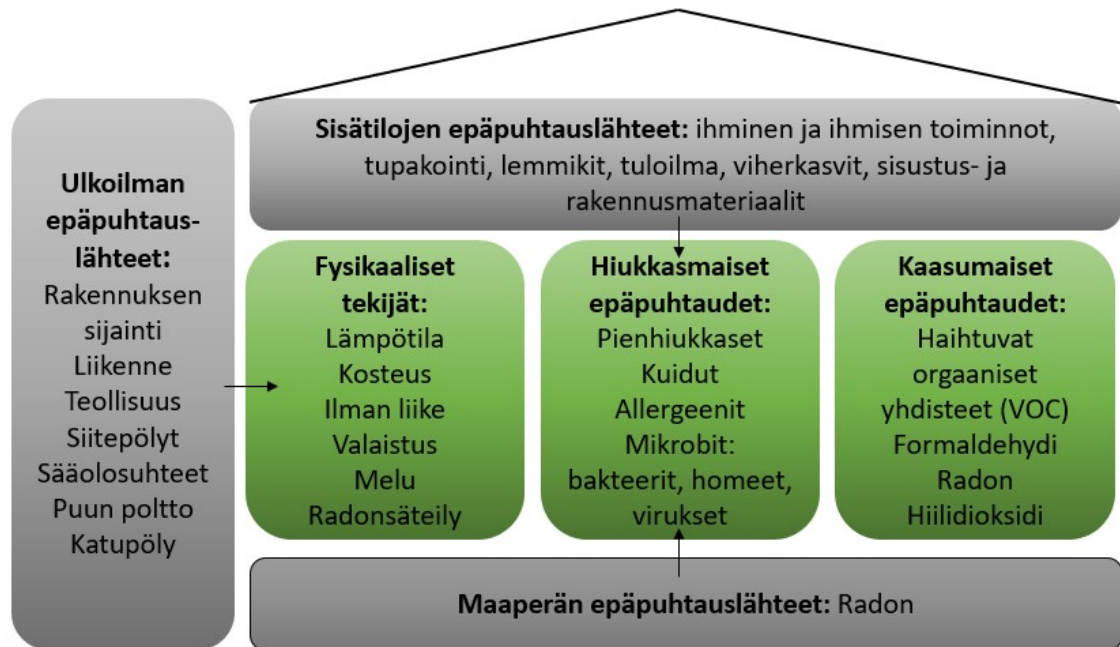 Sisätilojen epäpuhtauslähteet: ihminen ja ihmisen toiminnot,
tupakointi, lemmikit, tuloilma, viherkasvit, sisustus- ja
rakennusmateriaalit
Ulkoilman
epäpuhtaus-
lähteet:
Rakennuksen
sijainti
Liikenne
Teollisuus
Siitepölyt
Sääolosuhteet
Puun poltto
Katupöly
Fysikaaliset
tekijät:
Lämpötila
Kosteus
Ilman liike
Valaistus
Melu
Radonsäteily
Hiukkasmaiset
epäpuhtaudet:
Pienhiukkaset
Kuidut
Allergeenit
Mikrobit:
bakteerit, homeet,
virukset
Kaasumaiset
epäpuhtaudet:
Haihtuvat
orgaaniset
yhdisteet (VOC)
Formaldehydi
Radon
Hiilidioksidi
Maaperän epäpuhtauslähteet: Radon